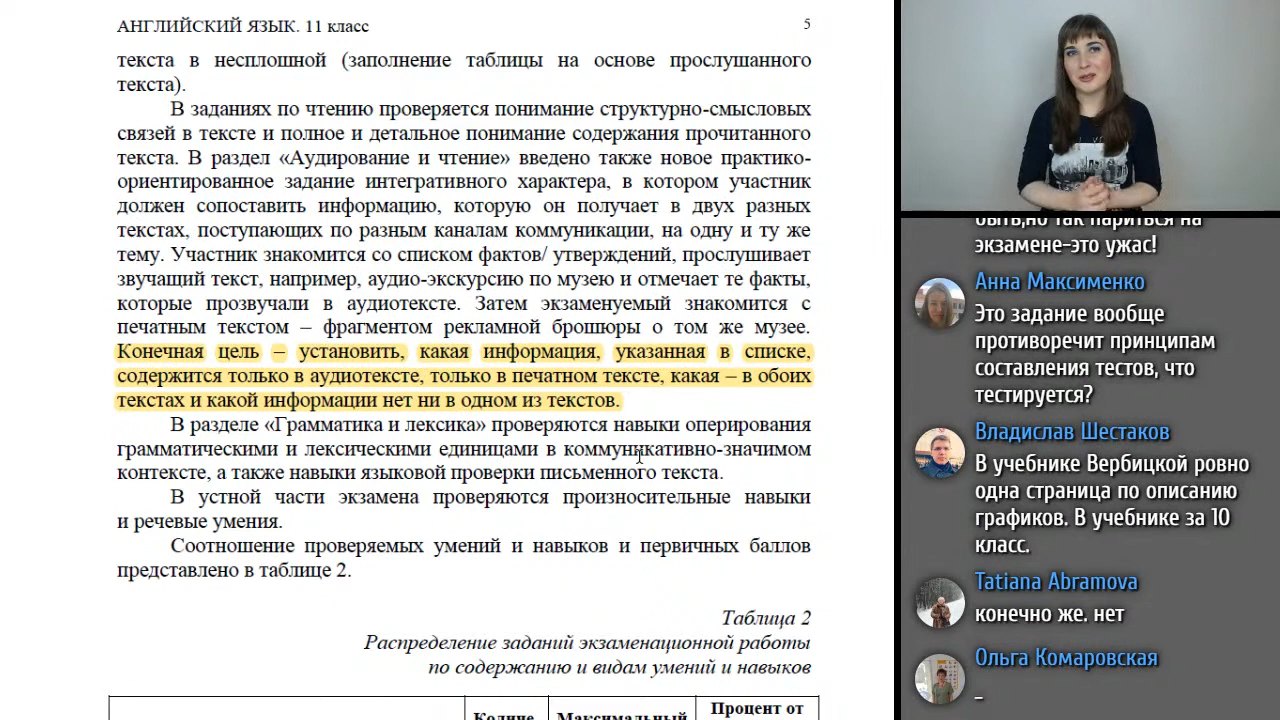 АНГЛИЙСКИЙ ЯЗЫК. 11 класс
5
текста в несплошной (заполнение таблицы на основе прослушанного
текста).
В заданиях по чтению проверяется понимание структурно-смысловых
связей в тексте и полное и детальное понимание содержания прочитанного
текста. В раздел «Аудирование и чтение» введено также новое практико-
ориентированное задание интегративного характера, в котором участник
должен сопоставить информацию, которую он получает в двух разных
текстах, поступающих по разным каналам коммуникации, на одну и ту же
тему. Участник знакомится со списком фактов/ утверждений, прослушивает
звучащий текст, например, аудио-экскурсию по музею и отмечает те факты,
которые прозвучали в аудиотексте. Затем экзаменуемый знакомится с
печатным текстом – фрагментом рекламной брошюры о том же музее.
Конечная цель – установить, какая информация, указанная в списке,
содержится только в аудиотексте, только в печатном тексте, какая – в обоих
текстах и какой информации нет ни в одном из текстов.
В разделе «Грамматика и лексика» проверяются навыки оперирования
грамматическими и лексическими единицами в коммуникативно-значимом
контексте, а также навыки языковой проверки письменного текста.
В устной части экзамена проверяются произносительные навыки
и речевые умения.
Соотношение проверяемых умений и навыков и первичных баллов
представлено в таблице 2.
Таблица 2
Распределение заданий экзаменационной работы
по содержанию и видам умений и навыков
Количе
Максимальный
Процент от
быть,но так париться на
экзамене-это ужас!
Анна Максименко
Это задание вообще
противоречит принципам
составления тестов, что
тестируется?
Владислав Шестаков
В учебнике Вербицкой ровно
одна страница по описанию
графиков. В учебнике за 10
класс.
Tatiana Abramova
конечно же. нет
Ольга Комаровская
–